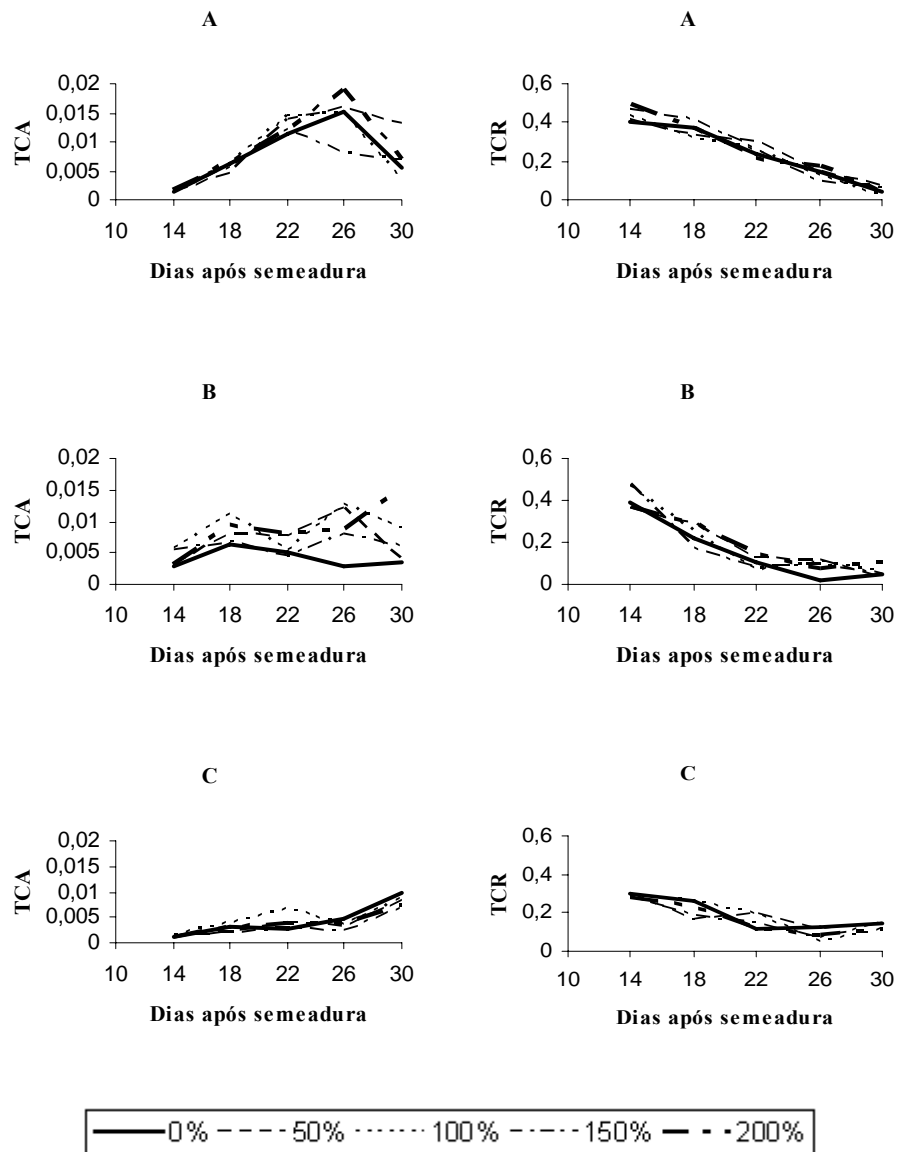 A
0,02
0,015
0,01
0,005
0
TCA
10 14 18 22 26 30
Dias após semeadura
A
0,6
0,4
0,2
0
TCR
10 14 18 22 26 30
Dias após semeadura
B
0,02
0,015
0,01
0,005
0
TCA
10 14 18 22 26 30
Dias após semeadura
B
0,6
0,4
0,2
0
TCR
10 14 18 22 26 30
Dias apos semeadura
C
0,02
0,015
0,01
0,005
0
TCA
10 14 18 22 26 30
Dias após semeadura
C
0,6
0,4
0,2
0
TCR
10 14 18 22 26 30
Dias após semeadura
0% 50% 100% 150% 200%